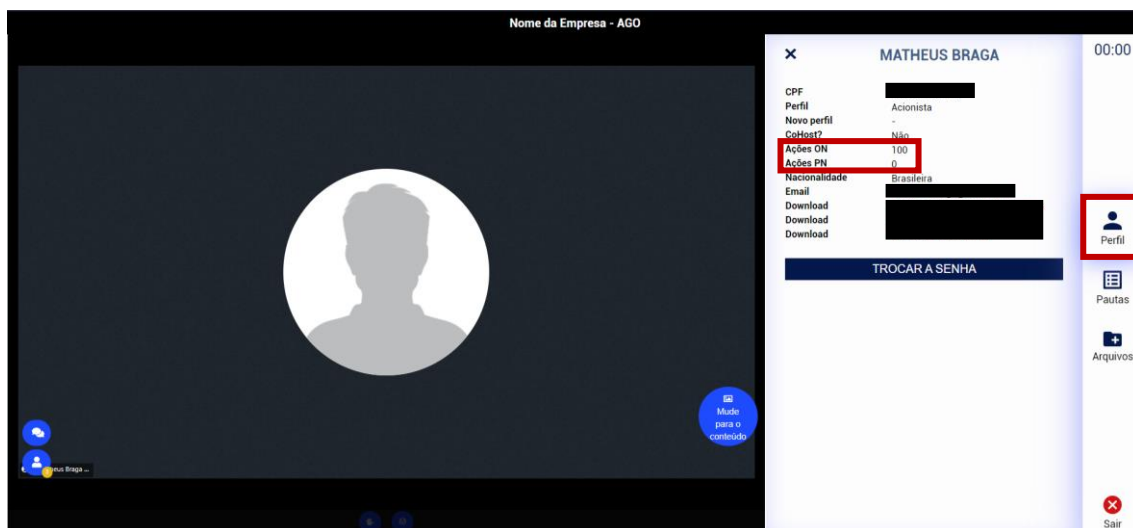 Nome da Empresa - AGO
MATHEUS BRAGA
00:00
CPF
Perfil Acionista
Novo perfil -
CoHost? Não
Ações ON 100
Ações PN 0
Nacionalidade Brasileira
Email
Download
Download
Download
TROCAR A SENHA
Perfil
Pautas
Arquivos
Sair
Mude
para o
conteúdo
Braga ...